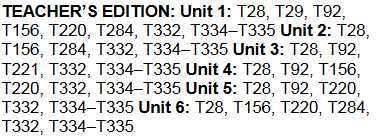 TEACHER’S EDITION: Unit 1: T28, T29, T92,
T156, T220, T284, T332, T334–T335 Unit 2: T28,
T156, T284, T332, T334–T335 Unit 3: T28, T92,
T221, T332, T334–T335 Unit 4: T28, T92, T156,
T220, T332, T334–T335 Unit 5: T28, T92, T220,
T332, T334–T335 Unit 6: T28, T156, T220, T284,
T332, T334–T335